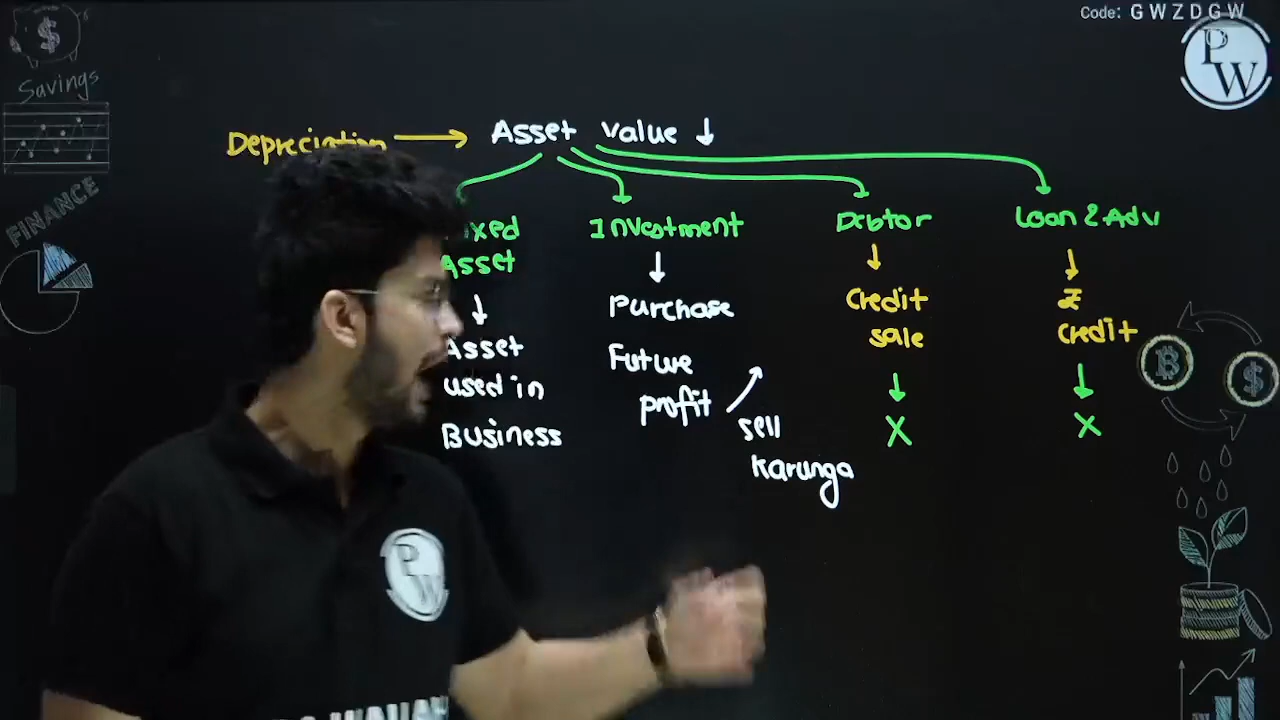 Code: G W Z D G W
P
W
Savings
FINANCE
Depreciation → Asset value ↓
ixed Asset
↓
Asset
used in
Business
Investment
↓
Purchase
Future
profit
sell
karunga
Debtor
↓
Credit
sale
↓
X
Loan & Adv
↓
Credit
↓
X
P
W